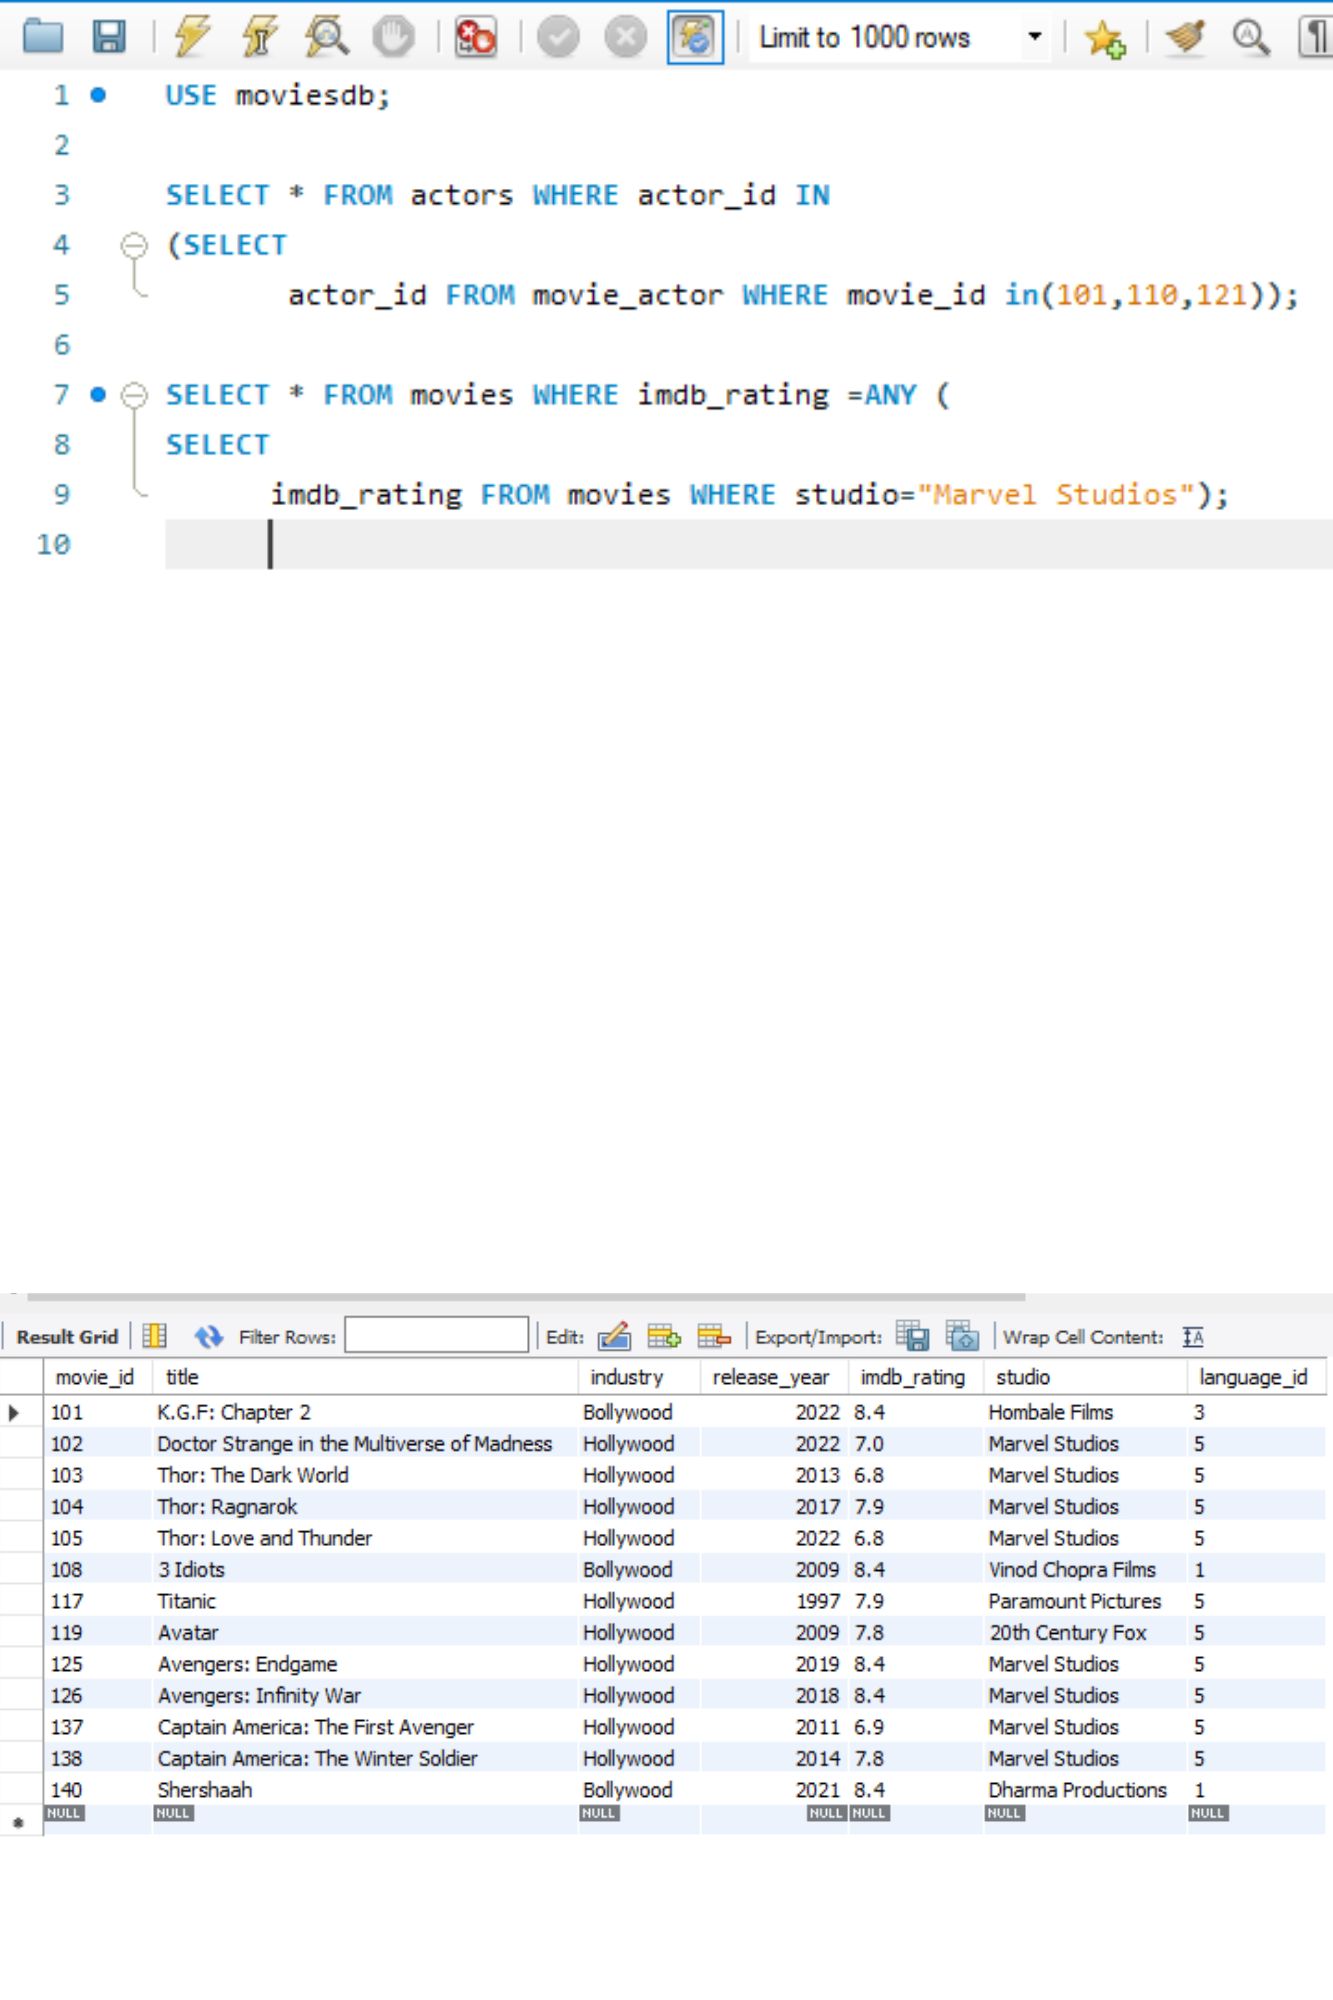 Limit to 1000 rows
1 USE moviesdb;
2
3 SELECT * FROM actors WHERE actor_id IN
4 (SELECT
5 actor_id FROM movie_actor WHERE movie_id in(101,110,121));
6
7 SELECT * FROM movies WHERE imdb_rating =ANY (
8 SELECT
9 imdb_rating FROM movies WHERE studio="Marvel Studios");
10
Result Grid Filter Rows: Edit: Export/Import: Wrap Cell Content: IA
movie_id title industry release_year imdb_rating studio language_id
101 K.G.F: Chapter 2 Bollywood 2022 8.4 Hombale Films 3
102 Doctor Strange in the Multiverse of Madness Hollywood 2022 7.0 Marvel Studios 5
103 Thor: The Dark World Hollywood 2013 6.8 Marvel Studios 5
104 Thor: Ragnarok Hollywood 2017 7.9 Marvel Studios 5
105 Thor: Love and Thunder Hollywood 2022 6.8 Marvel Studios 5
108 3 Idiots Bollywood 2009 8.4 Vinod Chopra Films 1
117 Titanic Hollywood 1997 7.9 Paramount Pictures 5
119 Avatar Hollywood 2009 7.8 20th Century Fox 5
125 Avengers: Endgame Hollywood 2019 8.4 Marvel Studios 5
126 Avengers: Infinity War Hollywood 2018 8.4 Marvel Studios 5
137 Captain America: The First Avenger Hollywood 2011 6.9 Marvel Studios 5
138 Captain America: The Winter Soldier Hollywood 2014 7.8 Marvel Studios 5
140 Shershaah Bollywood 2021 8.4 Dharma Productions 1
NULL NULL NULL NULL NULL NULL NULL